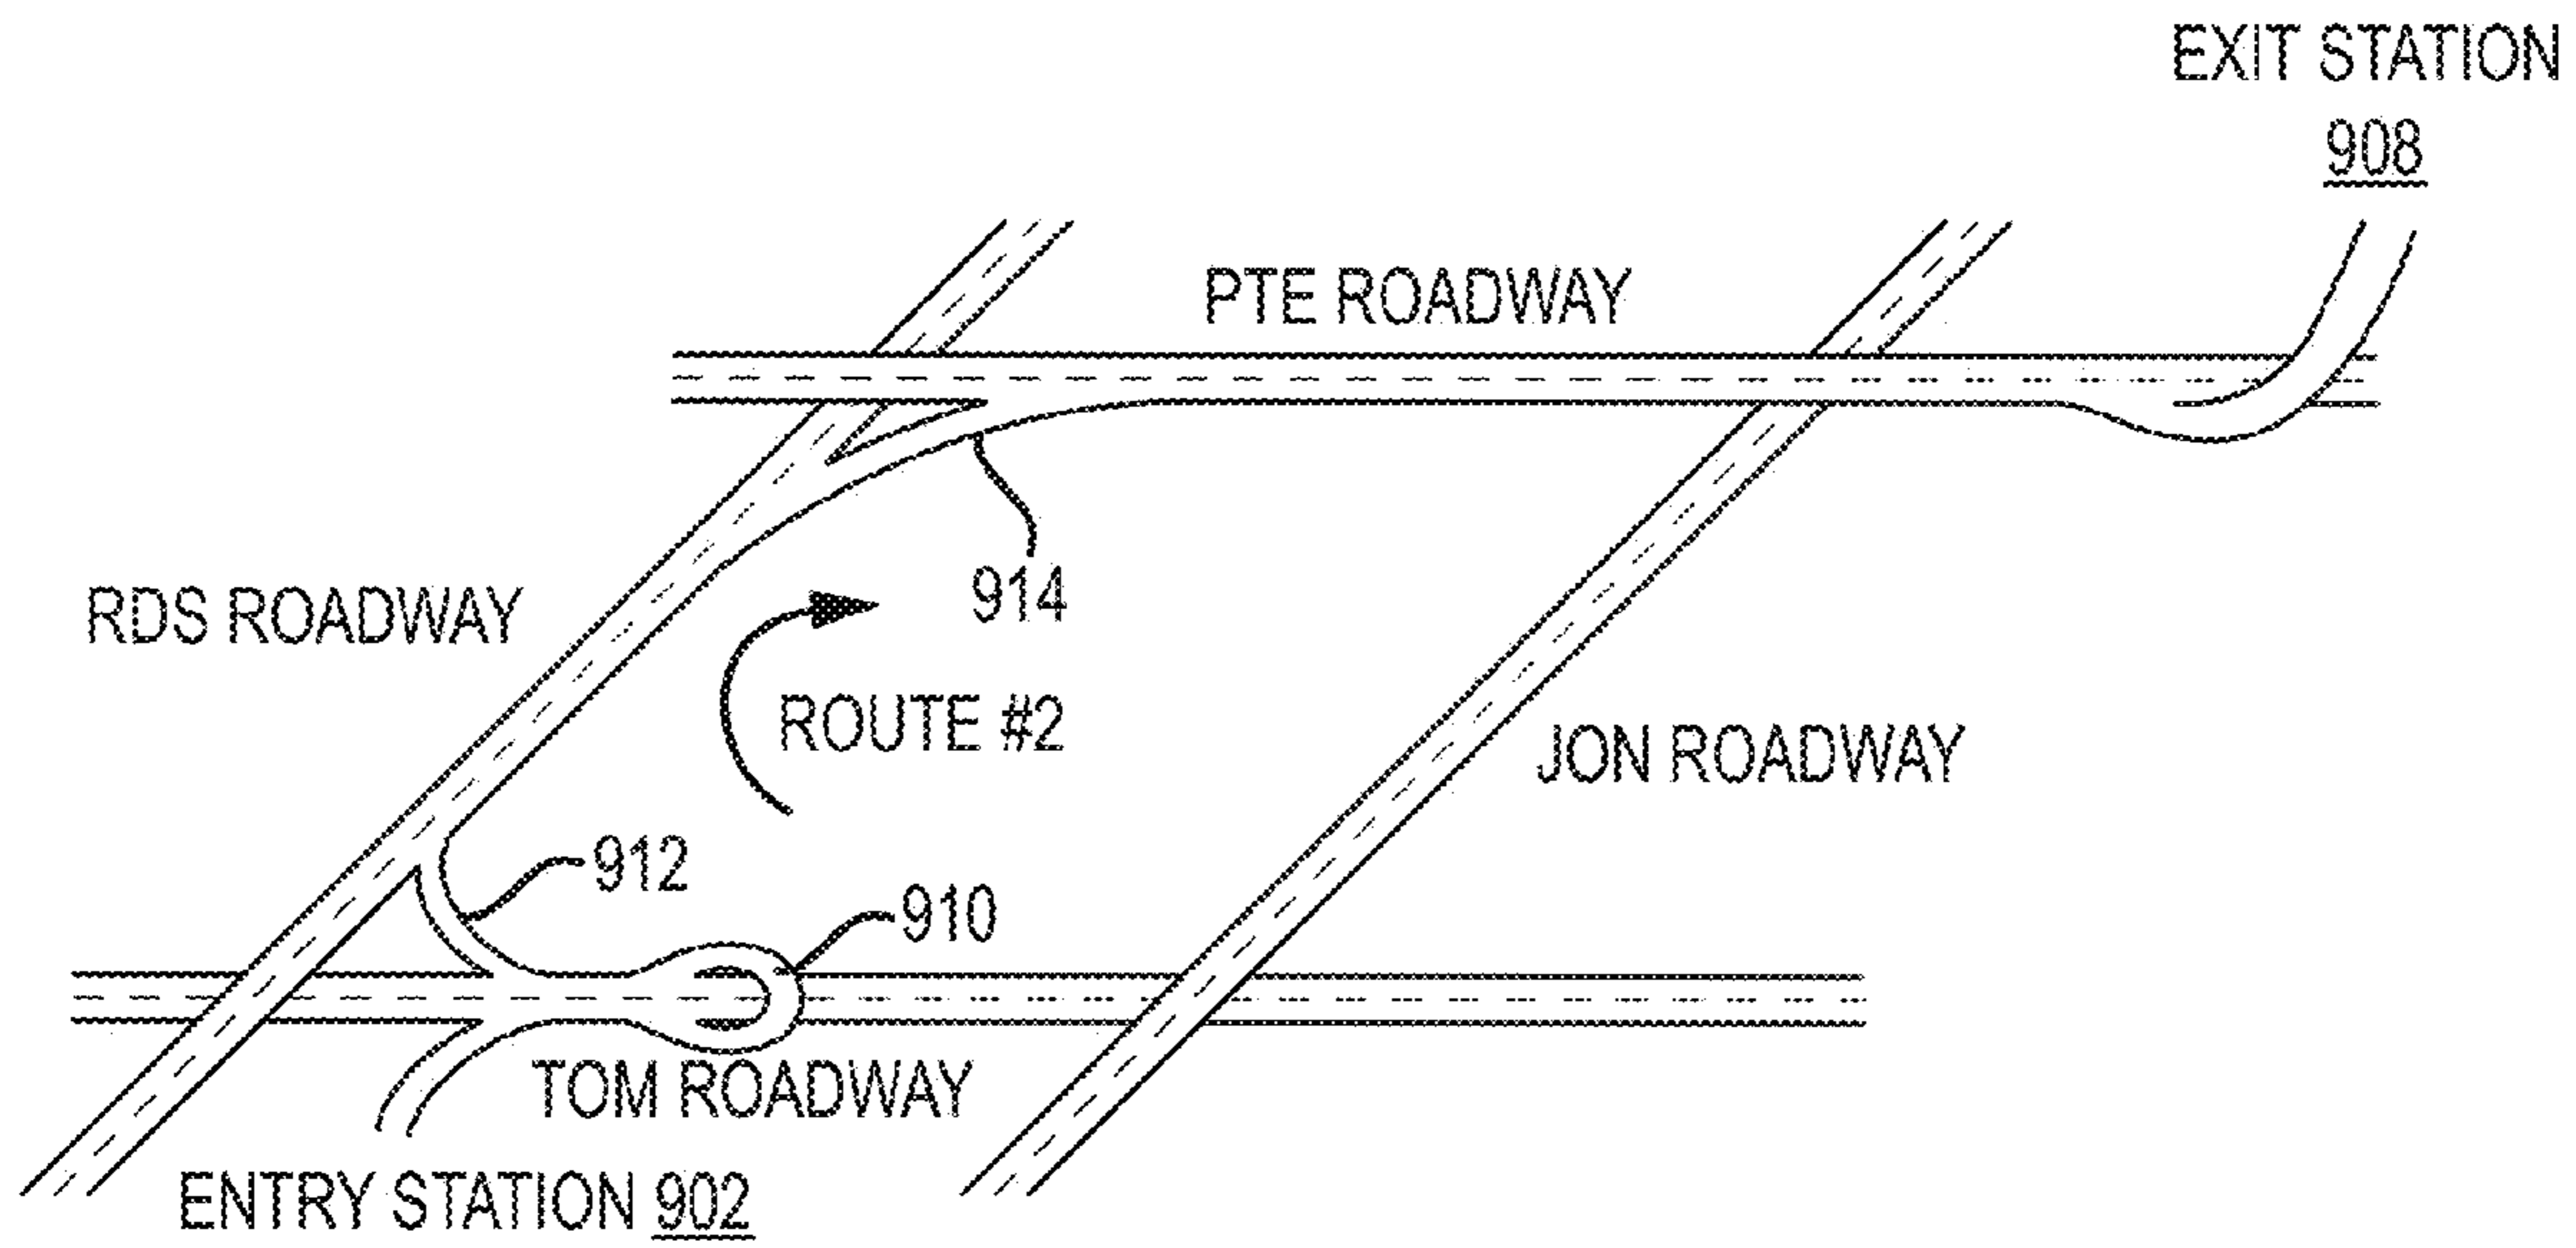 EXIT STATION
908
PTE ROADWAY
914
RDS ROADWAY
ROUTE #2
JON ROADWAY
912
910
TOM ROADWAY
ENTRY STATION 902